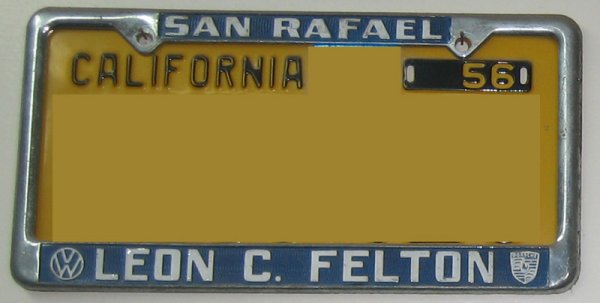 SAN RAFAEL
CALIFORNIA 56
LEON C. FELTON